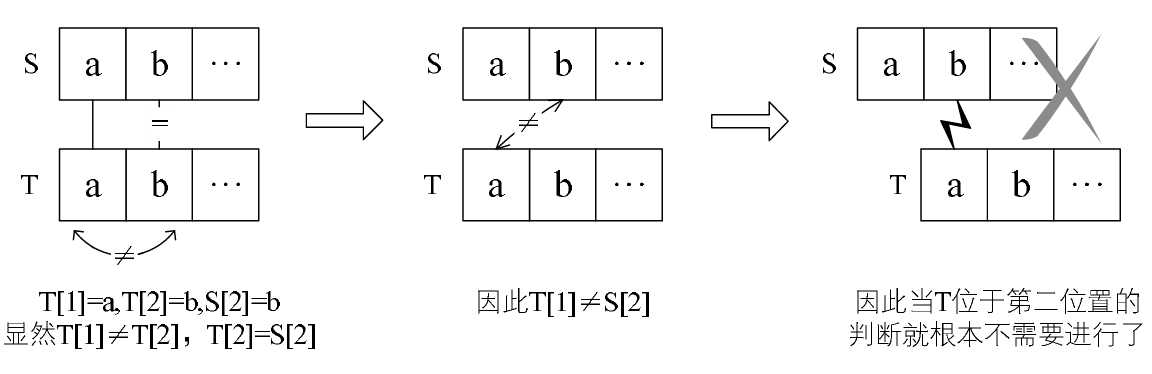 S a b ···
=
T a b ···
≠
T[1]=a,T[2]=b,S[2]=b
显然T[1]≠T[2]，T[2]=S[2]
S a b ···
≠
T a b ···
因此T[1]≠S[2]
S a b ···
T a b ···
因此当T位于第二位置的
判断就根本不需要进行了